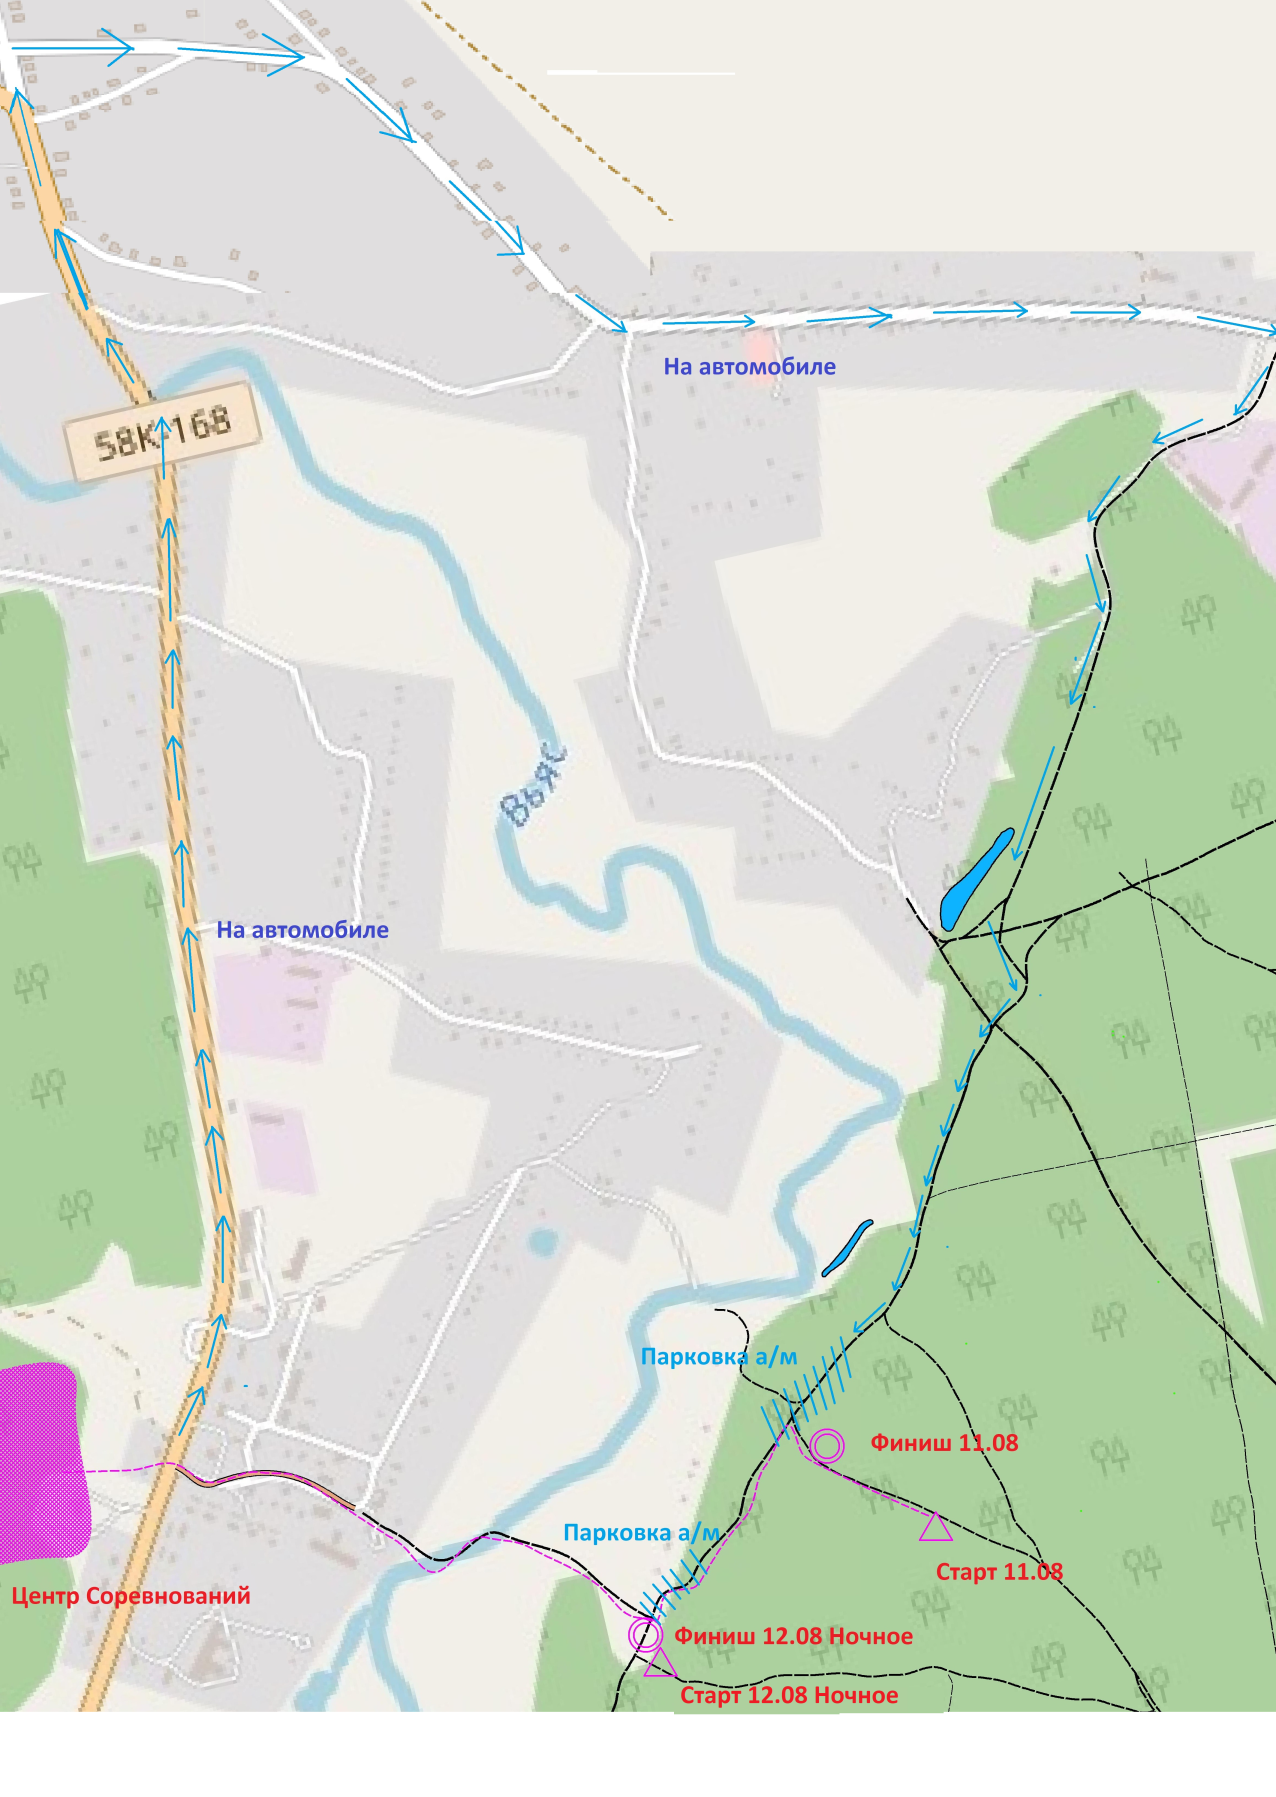 На автомобиле
58К-168
Вьяс
На автомобиле
Парковка а/м
Финиш 11.08
Парковка а/м
Старт 11.08
Центр Соревнований
Финиш 12.08 Ночное
Старт 12.08 Ночное